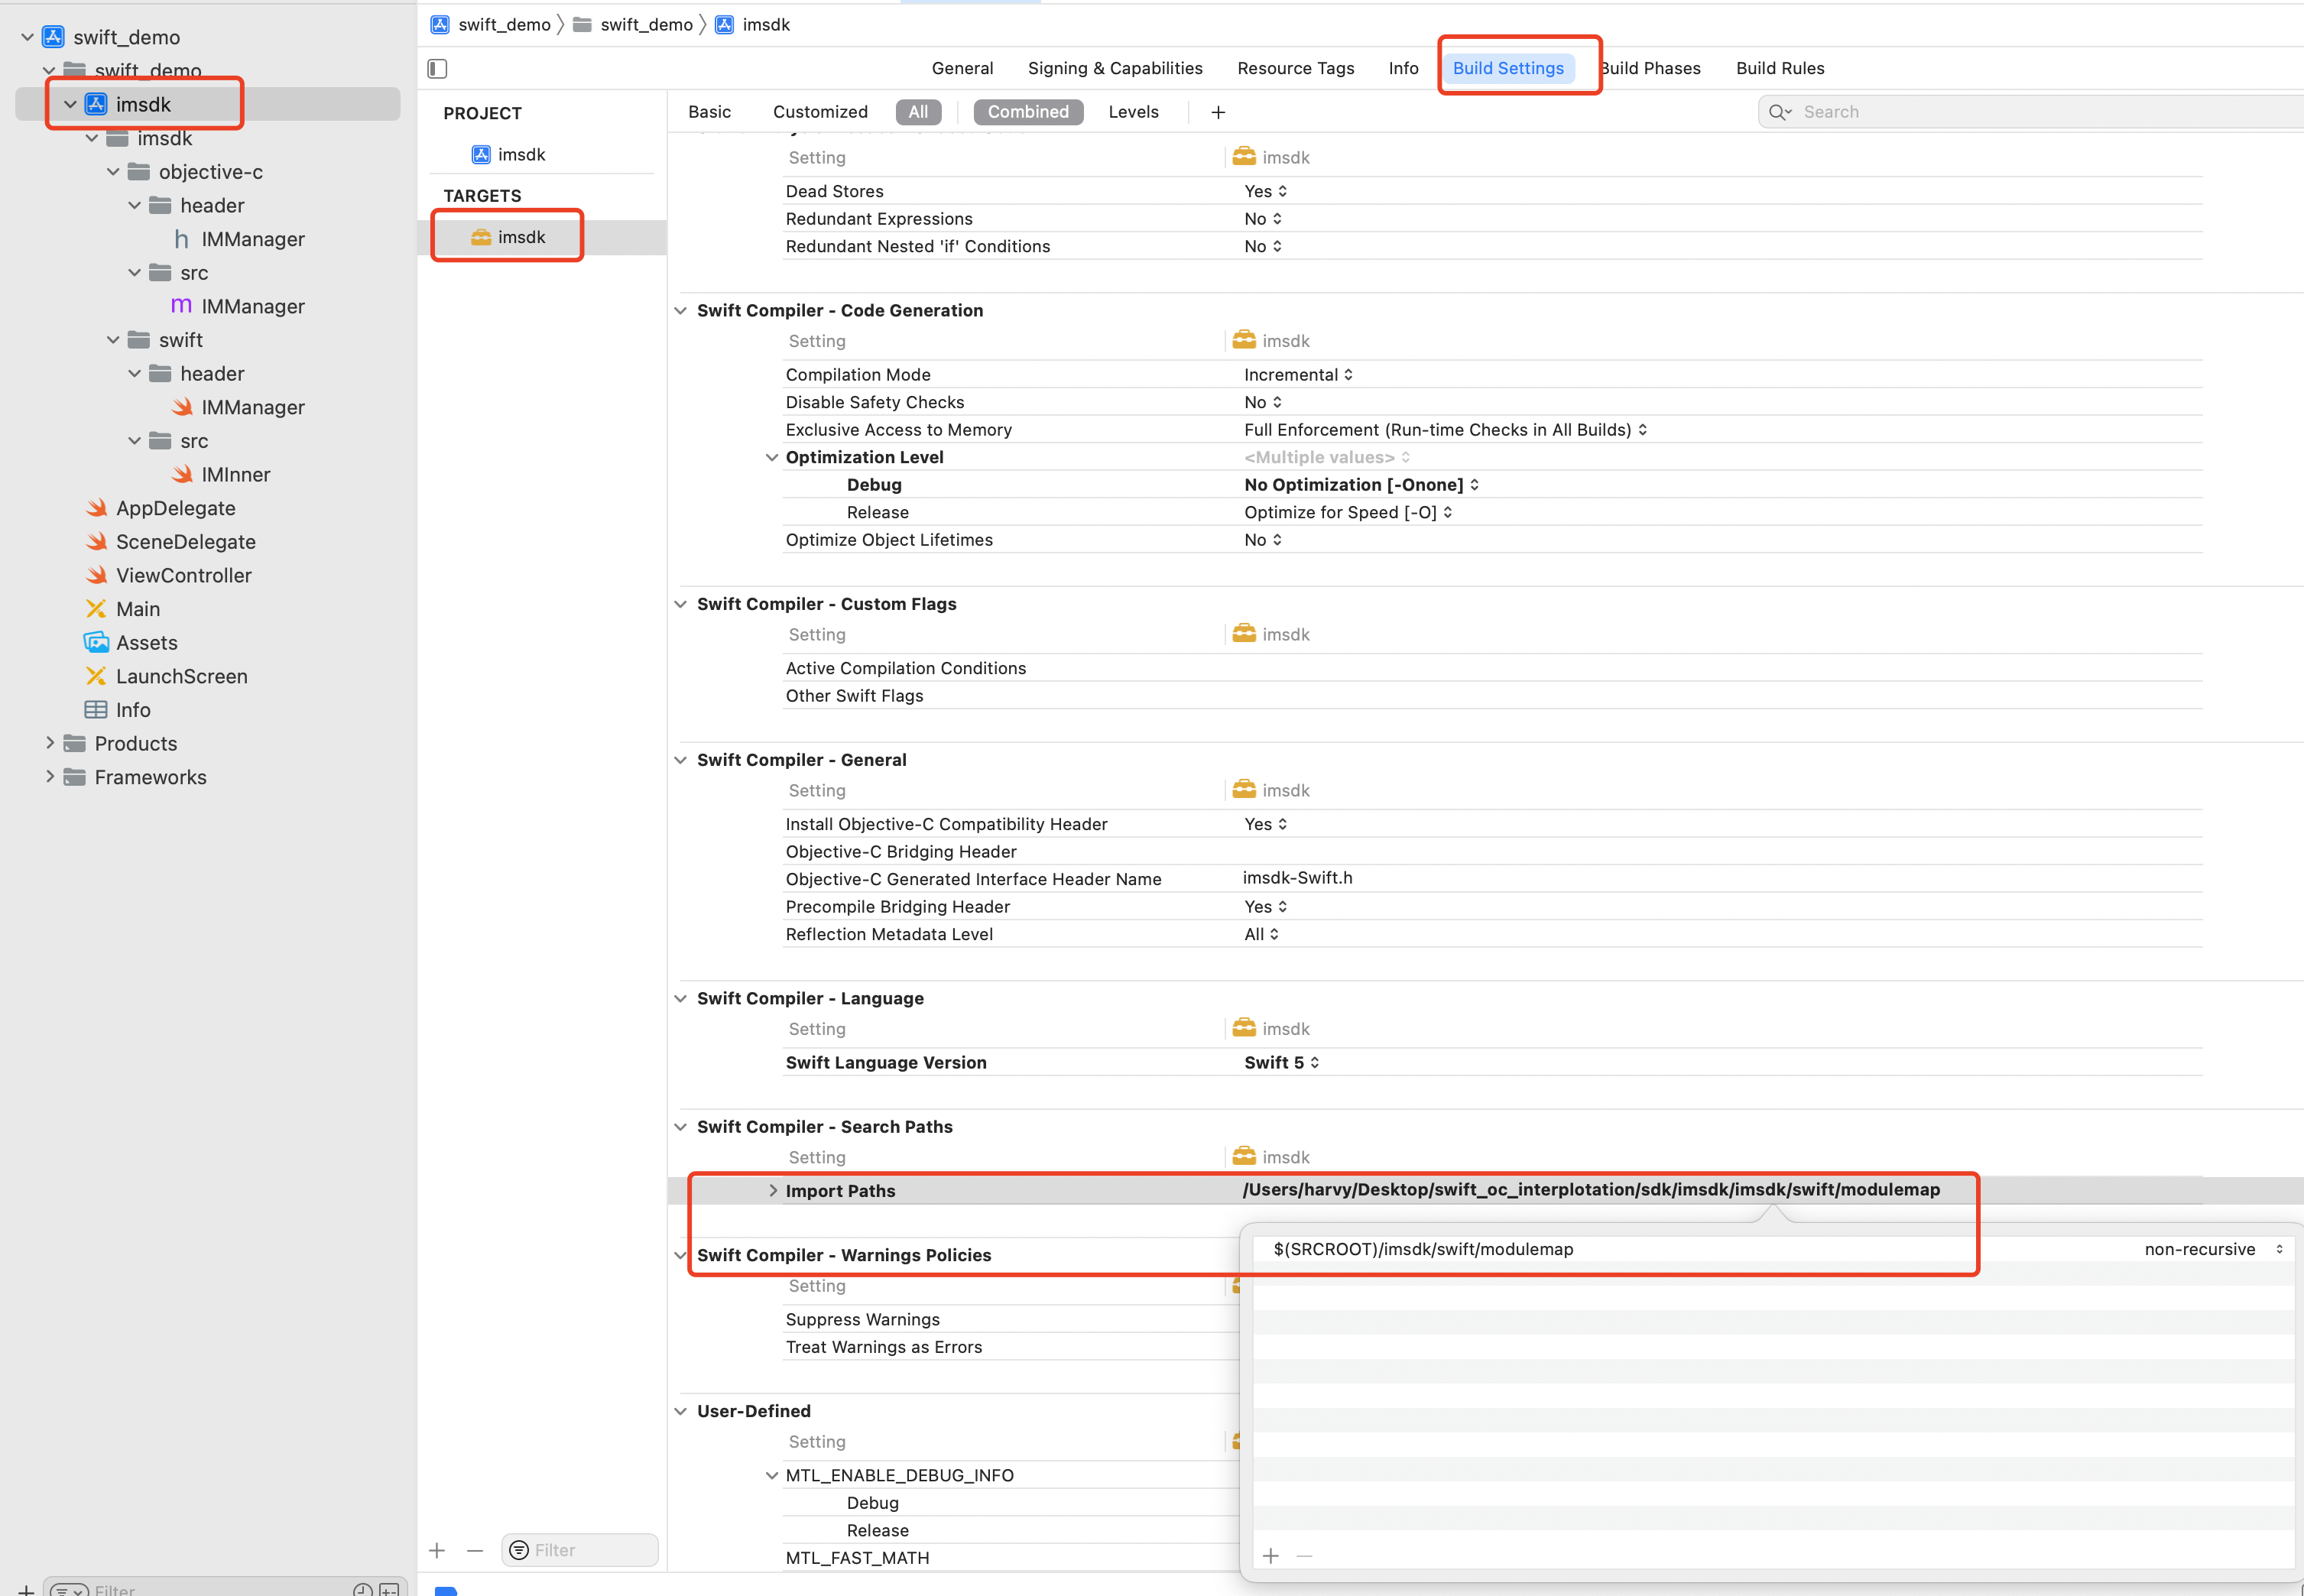 swift_demo
swift_demo
imsdk
imsdk
objective-c
header
IMManager
src
IMManager
swift
header
IMManager
src
IMInner
AppDelegate
SceneDelegate
ViewController
Main
Assets
LaunchScreen
Info
Products
Frameworks
Filter
swift_demo swift_demo imsdk
General Signing & Capabilities Resource Tags Info Build Settings Build Phases Build Rules
PROJECT
imsdk
TARGETS
imsdk
Filter
Basic Customized All Combined Levels + Search
Setting imsdk
Dead Stores Yes
Redundant Expressions No
Redundant Nested 'if' Conditions No
Swift Compiler - Code Generation
Setting imsdk
Compilation Mode Incremental
Disable Safety Checks No
Exclusive Access to Memory Full Enforcement (Run-time Checks in All Builds)
Optimization Level <Multiple values>
Debug No Optimization [-Onone]
Release Optimize for Speed [-O]
Optimize Object Lifetimes No
Swift Compiler - Custom Flags
Setting imsdk
Active Compilation Conditions
Other Swift Flags
Swift Compiler - General
Setting imsdk
Install Objective-C Compatibility Header Yes
Objective-C Bridging Header
Objective-C Generated Interface Header Name imsdk-Swift.h
Precompile Bridging Header Yes
Reflection Metadata Level All
Swift Compiler - Language
Setting imsdk
Swift Language Version Swift 5
Swift Compiler - Search Paths
Setting imsdk
Import Paths /Users/harvy/Desktop/swift_oc_interplotation/sdk/imsdk/imsdk/swift/modulemap
$(SRCROOT)/imsdk/swift/modulemap non-recursive
Swift Compiler - Warnings Policies
Setting
Suppress Warnings
Treat Warnings as Errors
User-Defined
Setting
MTL_ENABLE_DEBUG_INFO
Debug
Release
MTL_FAST_MATH